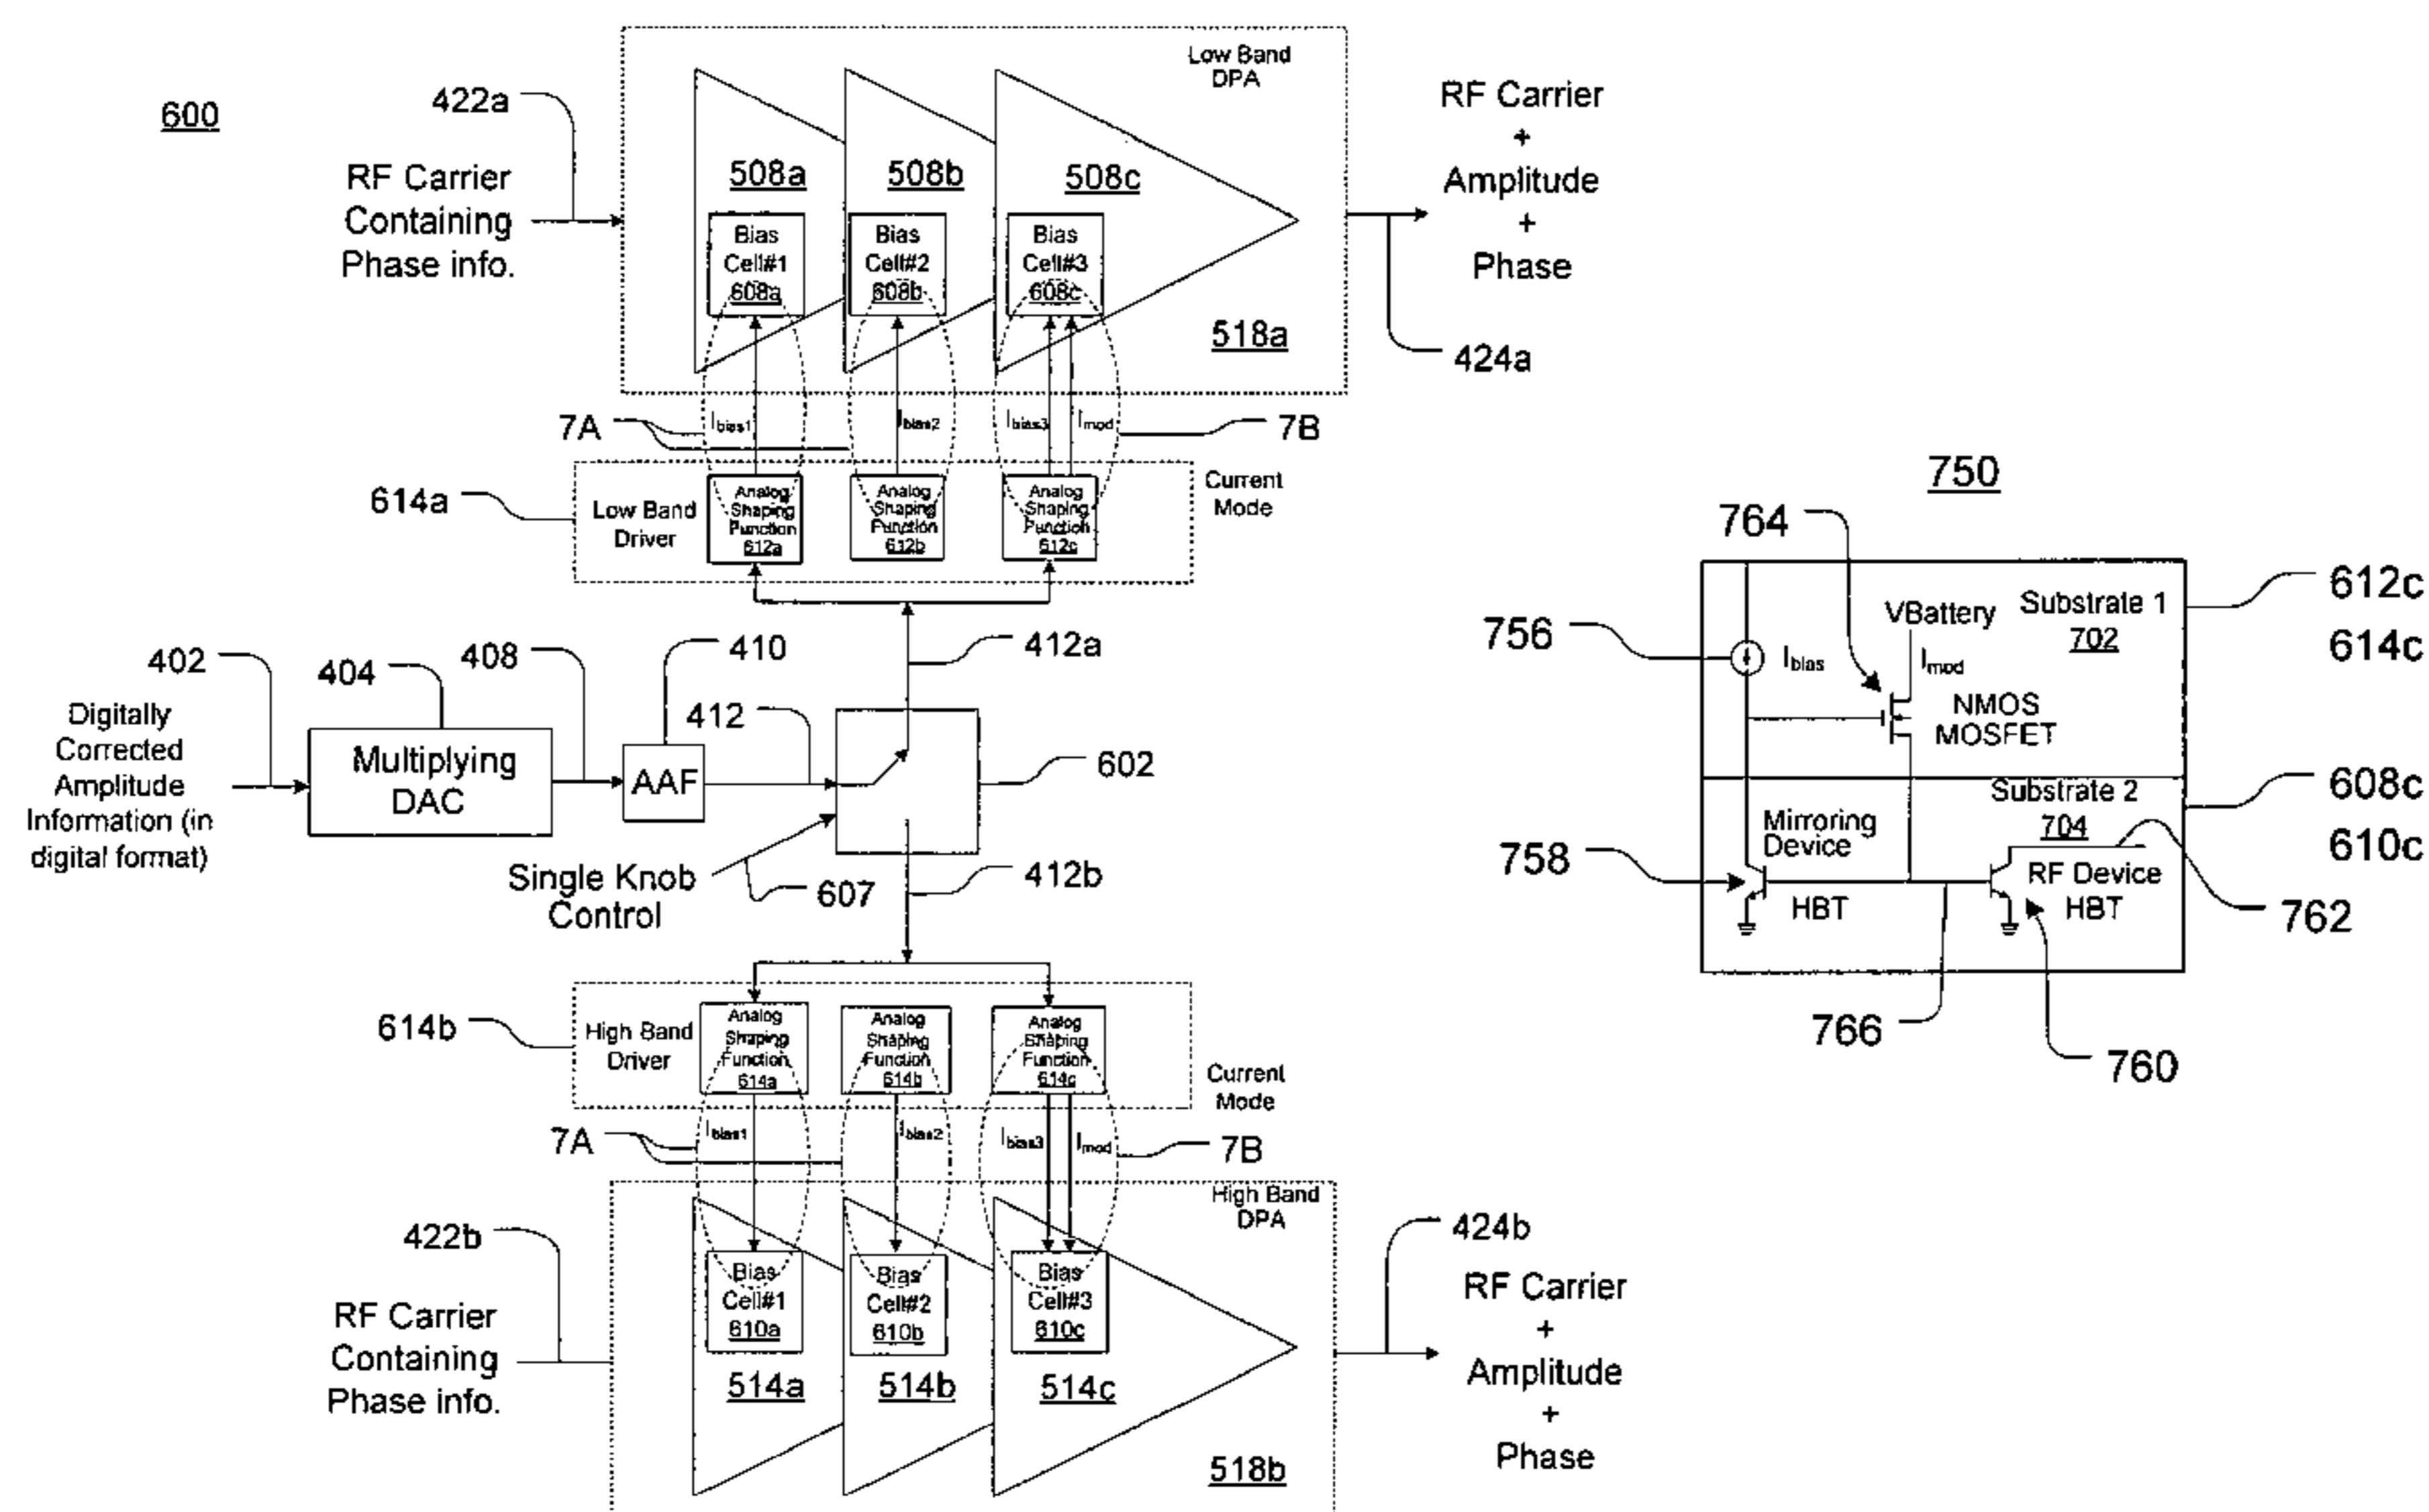 600
422a
RF Carrier
Containing
Phase info.
Low Band
DPA
508a
508b
508c
Bias
Cell#1
608a
Bias
Cell#2
608b
Bias
Cell#3
608c
518a
RF Carrier
+
Amplitude
+
Phase
424a
7A
Ibias1
Ibias2
Ibias3
Imod
7B
614a
Low Band
Driver
Analog
Shaping
Function
612a
Analog
Shaping
Function
612b
Analog
Shaping
Function
612c
Current
Mode
402
404
408
410
412
412a
Digitally
Corrected
Amplitude
Information (in
digital format)
Multiplying
DAC
AAF
602
Single Knob
Control
607
412b
614b
High Band
Driver
Analog
Shaping
Function
614a
Analog
Shaping
Function
614b
Analog
Shaping
Function
614c
Current
Mode
7A
Ibias1
Ibias2
Ibias3
Imod
7B
High Band
DPA
422b
RF Carrier
Containing
Phase info.
Bias
Cell#1
610a
Bias
Cell#2
610b
Bias
Cell#3
610c
514a
514b
514c
518b
424b
RF Carrier
+
Amplitude
+
Phase
750
764
756
Ibias
VBattery
Imod
Substrate 1
702
NMOS
MOSFET
612c
614c
Substrate 2
704
608c
610c
Mirroring
Device
758
HBT
RF Device
HBT
762
766
760